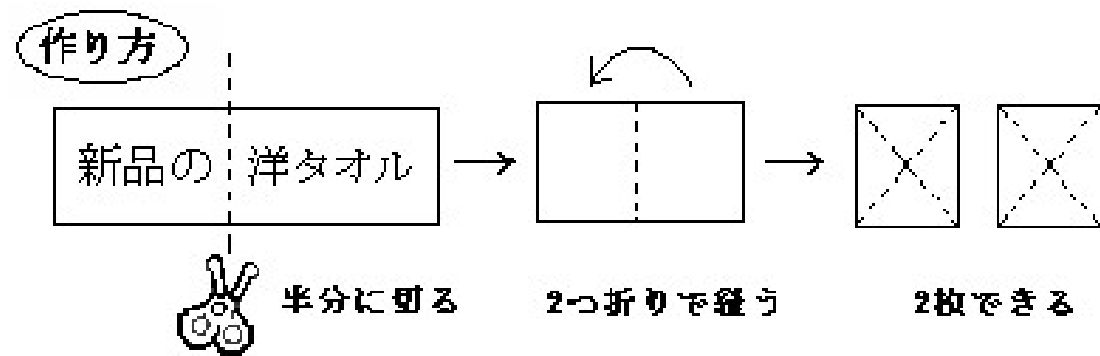 作り方
新品の洋タオル
半分に切る
2つ折りで縫う
2枚できる